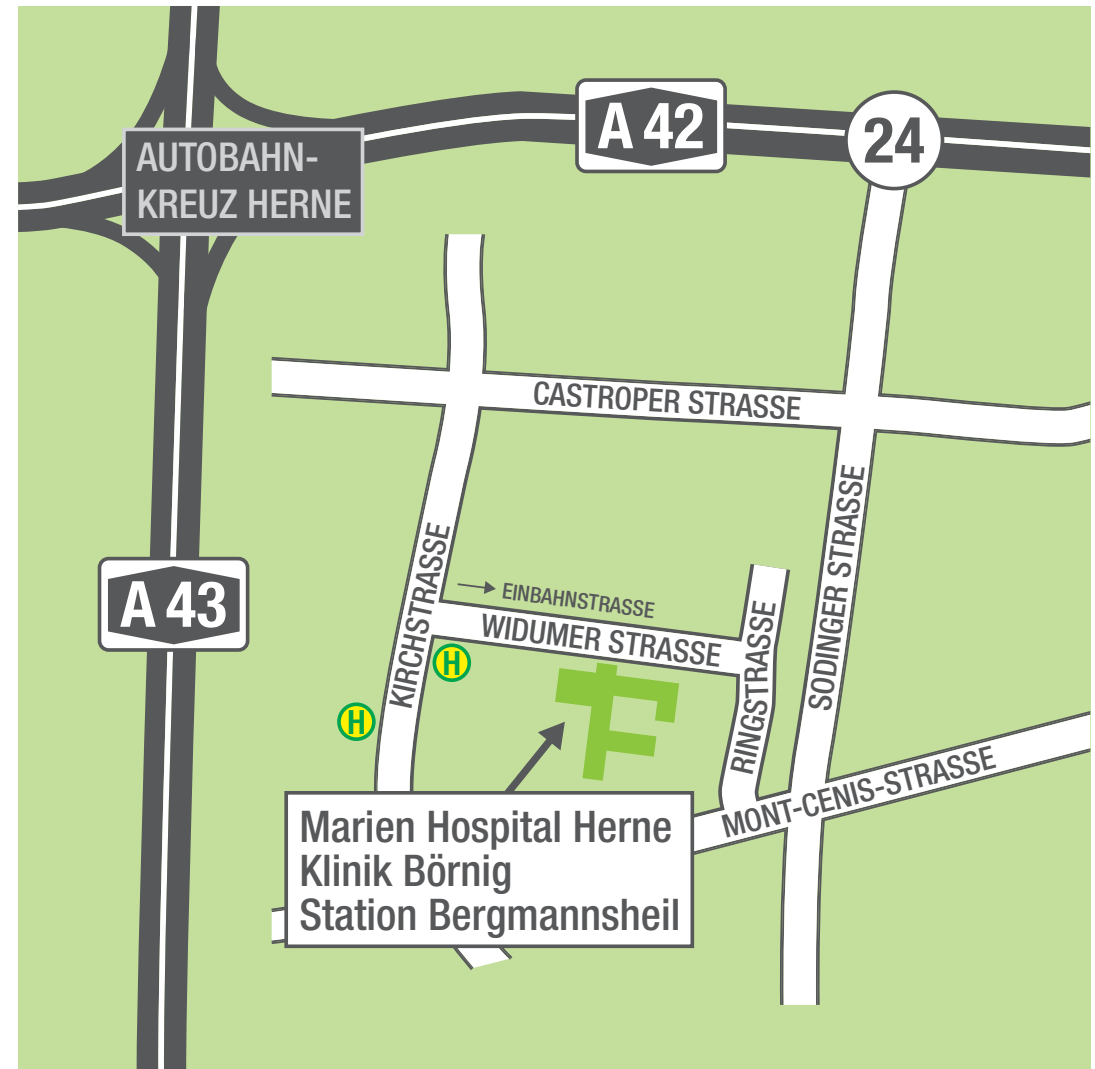 A 42
24
AUTOBAHN-
KREUZ HERNE
CASTROPER STRASSE
A 43
KIRCHSTRASSE
EINBAHNSTRASSE
WIDUMER STRASSE
SODINGER STRASSE
RINGSTRASSE
H
H
MONT-CENIS-STRASSE
Marien Hospital Herne
Klinik Börnig
Station Bergmannsheil